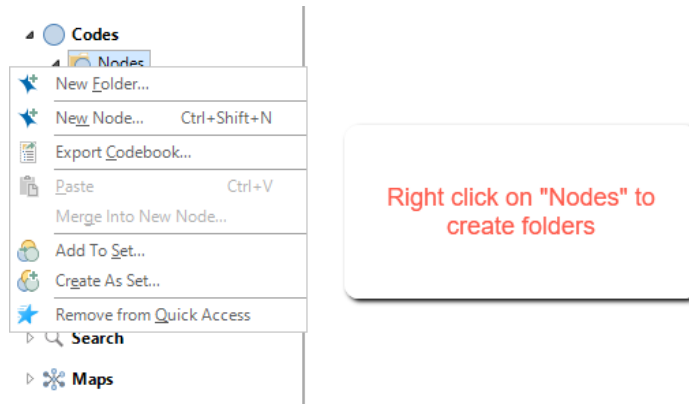 Codes
Nodes
New Folder...
New Node... Ctrl+Shift+N
Export Codebook...
Paste Ctrl+V
Merge Into New Node...
Add To Set...
Create As Set...
Remove from Quick Access
Search
Maps
Right click on "Nodes" to
create folders